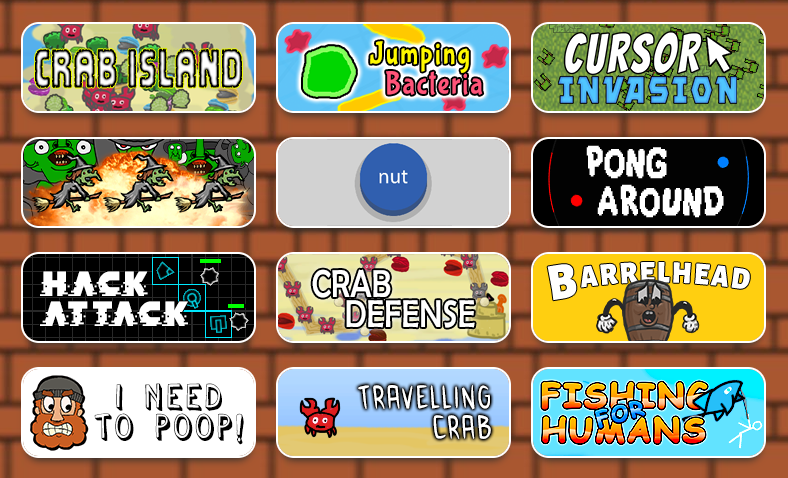 CRAB ISLAND
Jumping
Bacteria
CURSOR
INVASION
nut
PONG
AROUND
HACK
ATTACK
CRAB
DEFENSE
BARRELHEAD
I NEED
TO POOP!
TRAVELLING
CRAB
FISHING
FOR
HUMANS